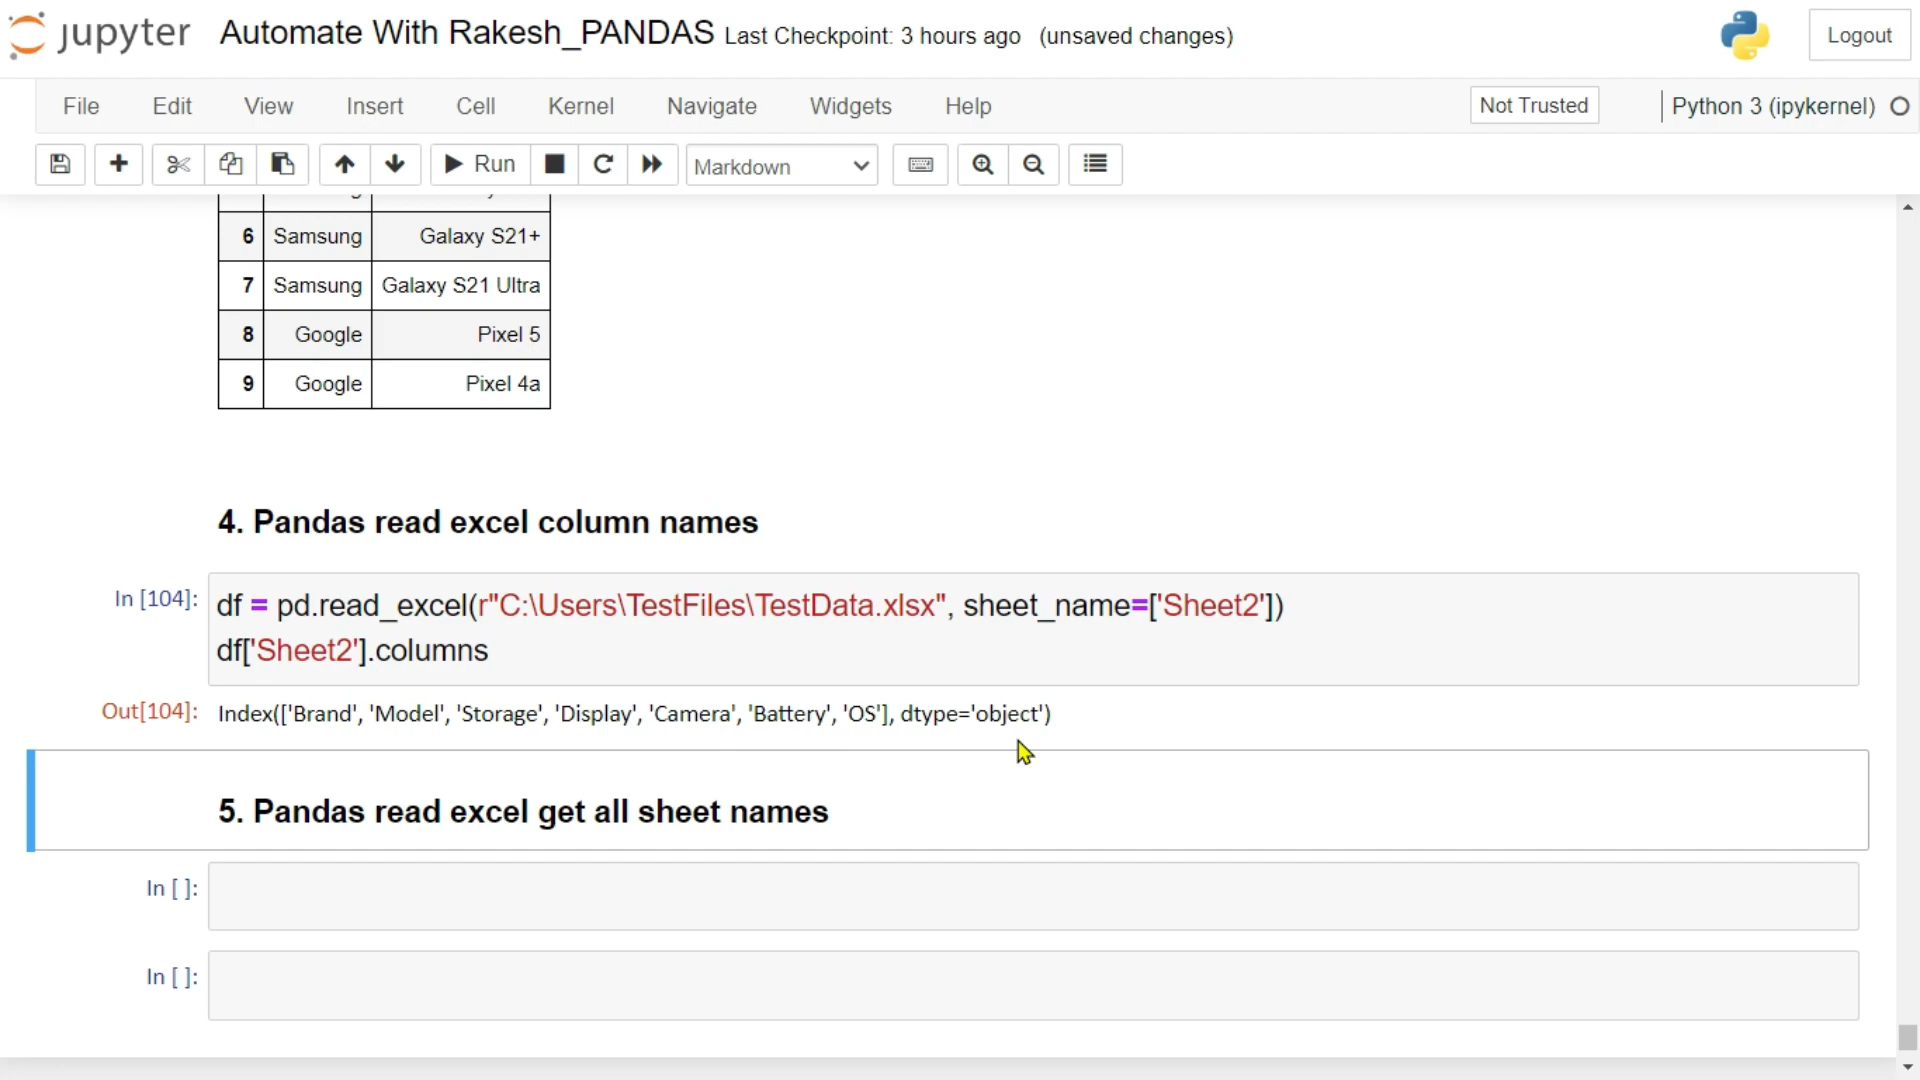 jupyter Automate With Rakesh_PANDAS Last Checkpoint: 3 hours ago (unsaved changes) Logout
File Edit View Insert Cell Kernel Navigate Widgets Help Not Trusted Python 3 (ipykernel)
Run Markdown
6 Samsung Galaxy S21+
7 Samsung Galaxy S21 Ultra
8 Google Pixel 5
9 Google Pixel 4a
4. Pandas read excel column names
In [104]: df = pd.read_excel(r"C:\Users\TestFiles\TestData.xlsx", sheet_name=['Sheet2'])
df['Sheet2'].columns
Out[104]: Index(['Brand', 'Model', 'Storage', 'Display', 'Camera', 'Battery', 'OS'], dtype='object')
5. Pandas read excel get all sheet names
In [ ]:
In [ ]: